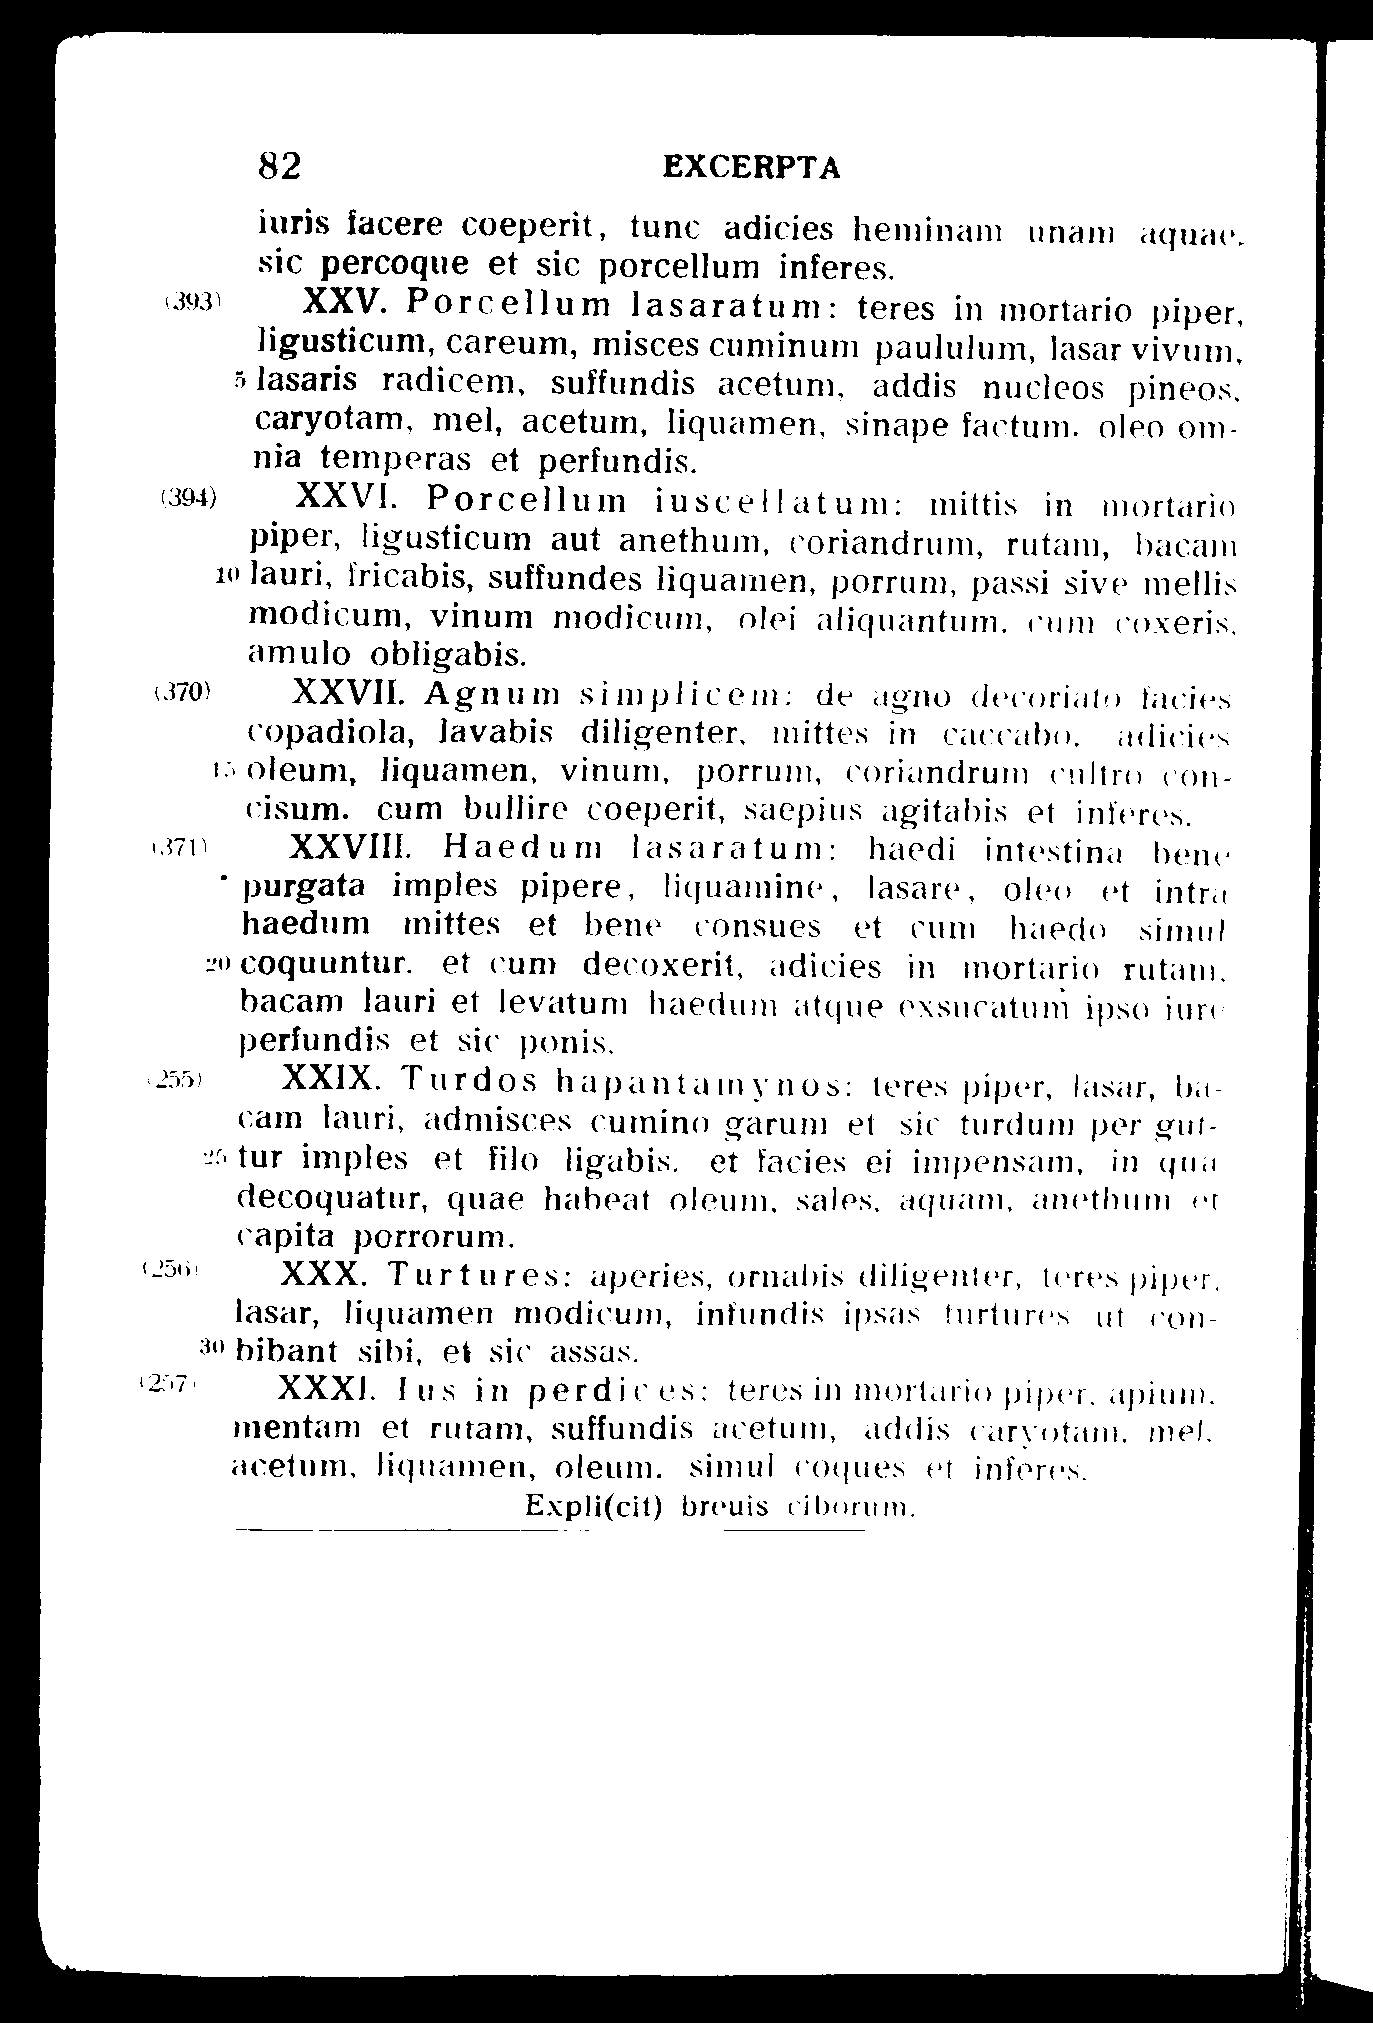 82 EXCERPTA
iuris facere coeperit, tunc adicies heminam unam aquae.
sic percoque et sic porcellum inferes.
(393) XXV. Porcellum lasaratum: teres in mortario piper,
ligusticum, careum, misces cuminum paululum, lasar vivum,
5 lasaris radicem, suffundis acetum, addis nucleos pineos,
caryotam, mel, acetum, liquamen, sinape factum. oleo om-
nia temperas et perfundis.
(394) XXVI. Porcellum iuscellatum: mittis in mortario
piper, ligusticum aut anethum, coriandrum, rutam, bacam
10 lauri, fricabis, suffundes liquamen, porrum, passi sive mellis
modicum, vinum modicum, olei aliquantum. cum coxeris,
amulo obligabis.
(370) XXVII. Agnum simplicem: de agno decoriato facies
copadiola, lavabis diligenter, mittes in caccabo. adicies
15 oleum, liquamen, vinum, porrum, coriandrum cultro con-
cisum. cum bullire coeperit, saepius agitabis et inferes.
(371) XXVIII. Haedum lasaratum: haedi intestina bene
purgata imples pipere, liquamine, lasare, oleo et intra
haedum mittes et bene consues et cum haedo simul
20 coquuntur. et cum decoxerit, adicies in mortario rutam,
bacam lauri et levatum haedum atque exsucatum ipso iure
perfundis et sic ponis.
(255) XXIX. Turdos hapantamynos: teres piper, lasar, ba-
cam lauri, admisces cumino garum et sic turdum per gut-
25 tur imples et filo ligabis. et facies ei impensam, in qua
decoquatur, quae habeat oleum, sales, aquam, anethum et
capita porrorum.
(256) XXX. Turtures: aperies, ornabis diligenter, teres piper,
lasar, liquamen modicum, infundis ipsas turtures ut con-
30 bibant sibi, et sic assas.
(257) XXXI. Ius in perdices: teres in mortario piper, apium,
mentam et rutam, suffundis acetum, addis caryotam, mel,
acetum, liquamen, oleum. simul coques et inferes.
Expli(cit) breuis ciborum.